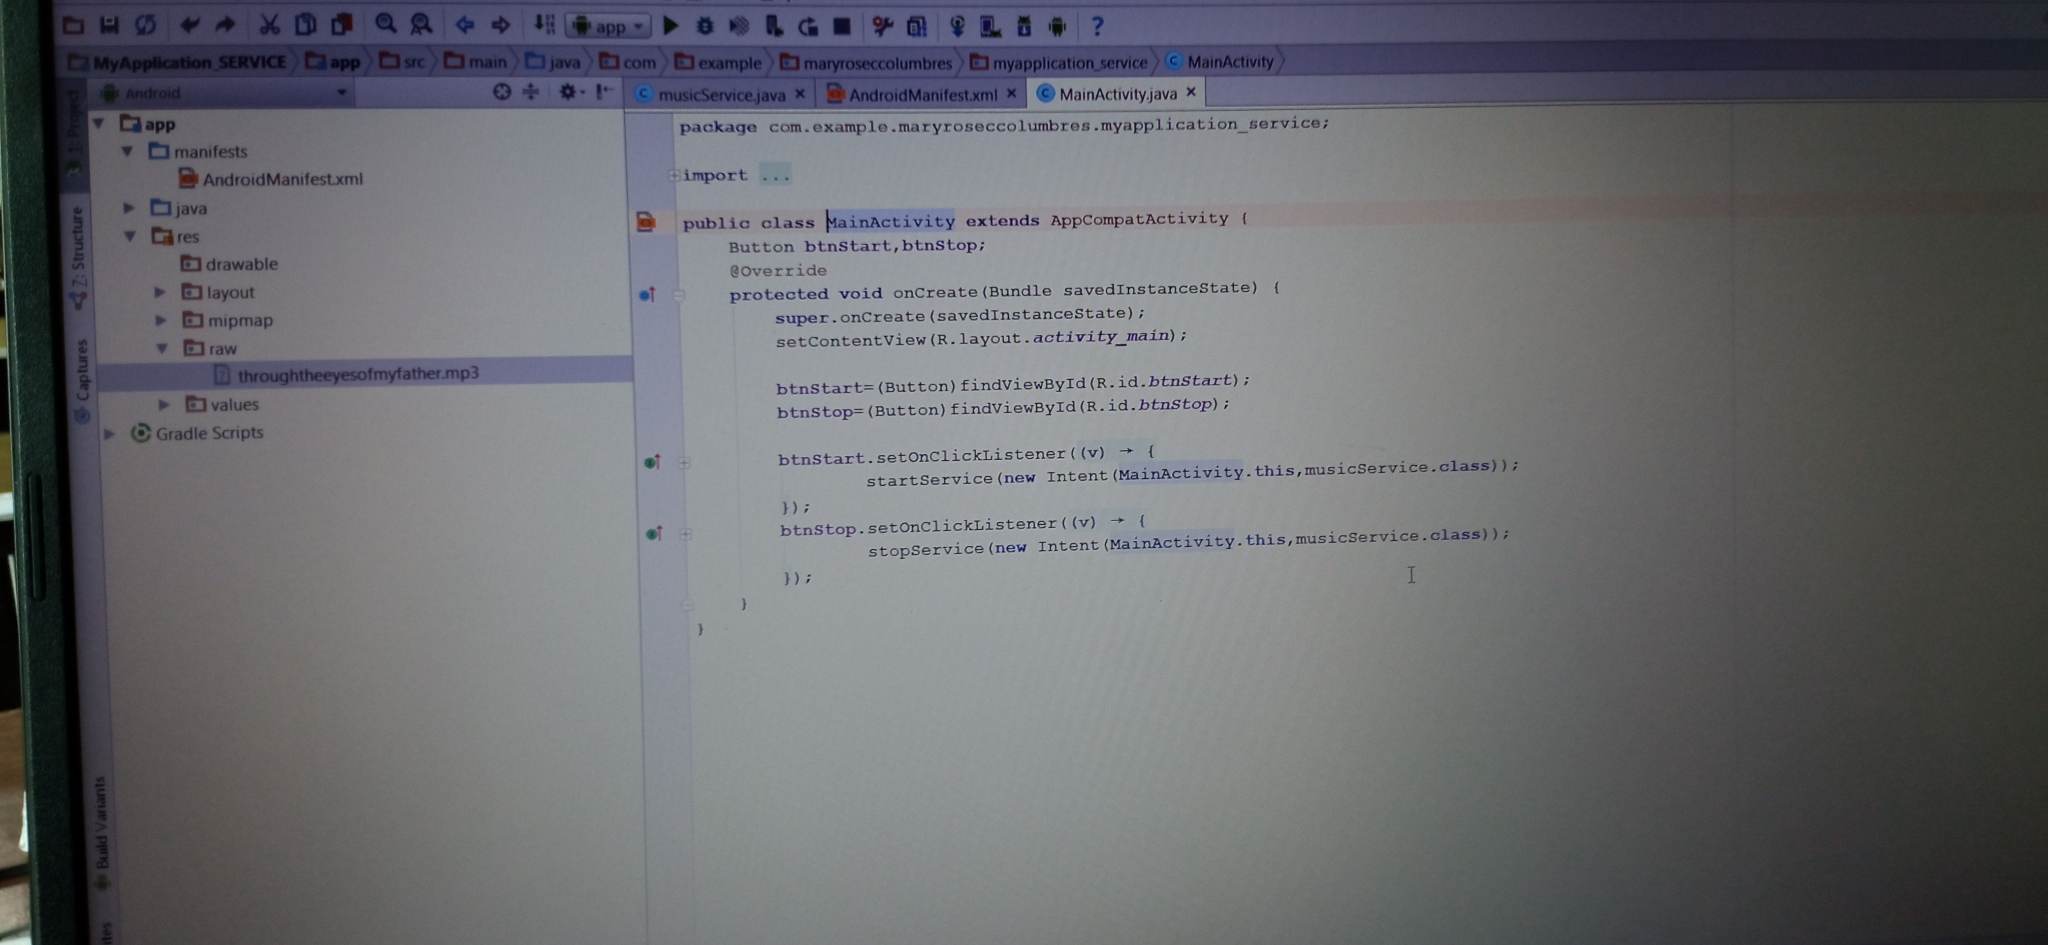 app
MyApplication_SERVICE app src main java com example maryroseccolumbres myapplication_service MainActivity
Android
musicService.java AndroidManifest.xml MainActivity.java
1: Project
Z: Structure
Captures
Build Variants
app
manifests
AndroidManifest.xml
java
res
drawable
layout
mipmap
raw
throughtheeyesofmyfather.mp3
values
Gradle Scripts
package com.example.maryroseccolumbres.myapplication_service;
import ...
public class MainActivity extends AppCompatActivity {
Button btnStart,btnStop;
@Override
protected void onCreate(Bundle savedInstanceState) {
super.onCreate(savedInstanceState);
setContentView(R.layout.activity_main);
btnStart=(Button)findViewById(R.id.btnStart);
btnStop=(Button)findViewById(R.id.btnStop);
btnStart.setOnClickListener((v) → {
startService(new Intent(MainActivity.this,musicService.class));
});
btnStop.setOnClickListener((v) → {
stopService(new Intent(MainActivity.this,musicService.class));
});
}
}